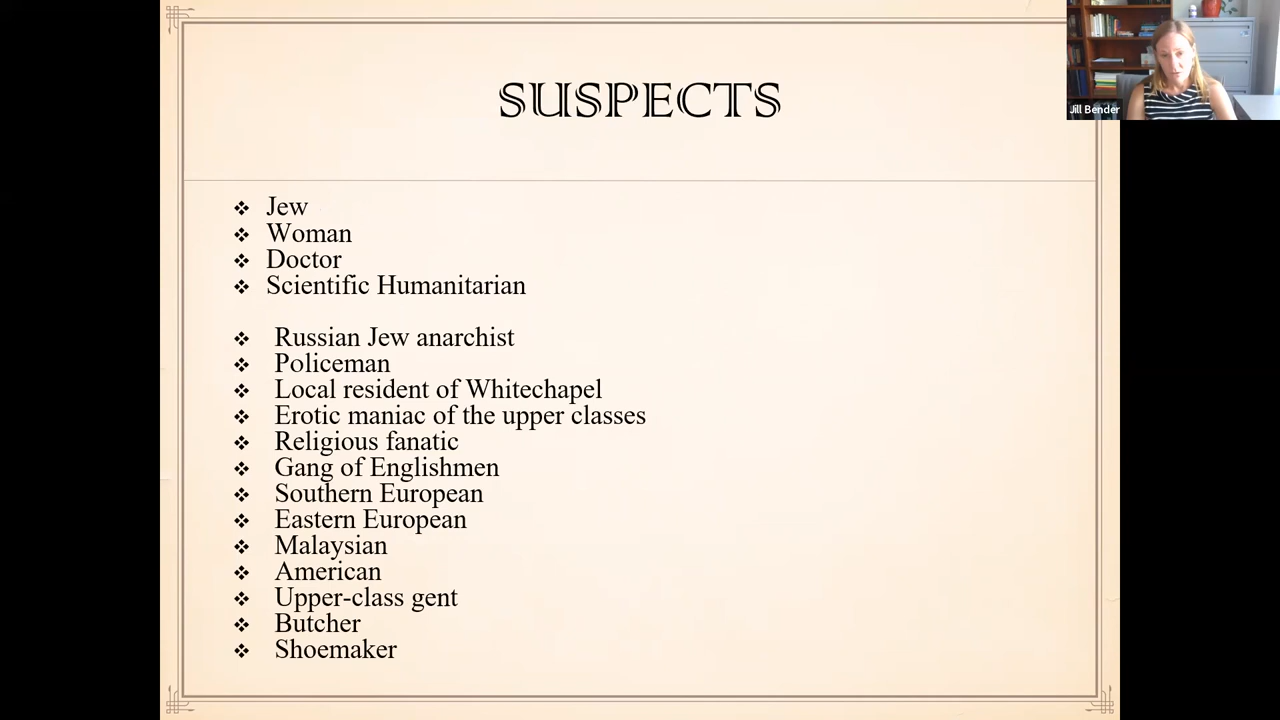 SUSPECTS
Jill Bender
❖ Jew
❖ Woman
❖ Doctor
❖ Scientific Humanitarian
❖ Russian Jew anarchist
❖ Policeman
❖ Local resident of Whitechapel
❖ Erotic maniac of the upper classes
❖ Religious fanatic
❖ Gang of Englishmen
❖ Southern European
❖ Eastern European
❖ Malaysian
❖ American
❖ Upper-class gent
❖ Butcher
❖ Shoemaker